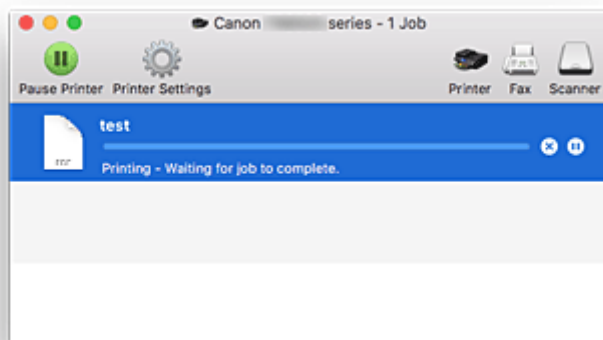 Canon series - 1 Job
Pause Printer Printer Settings Printer Fax Scanner
test
Printing - Waiting for job to complete.